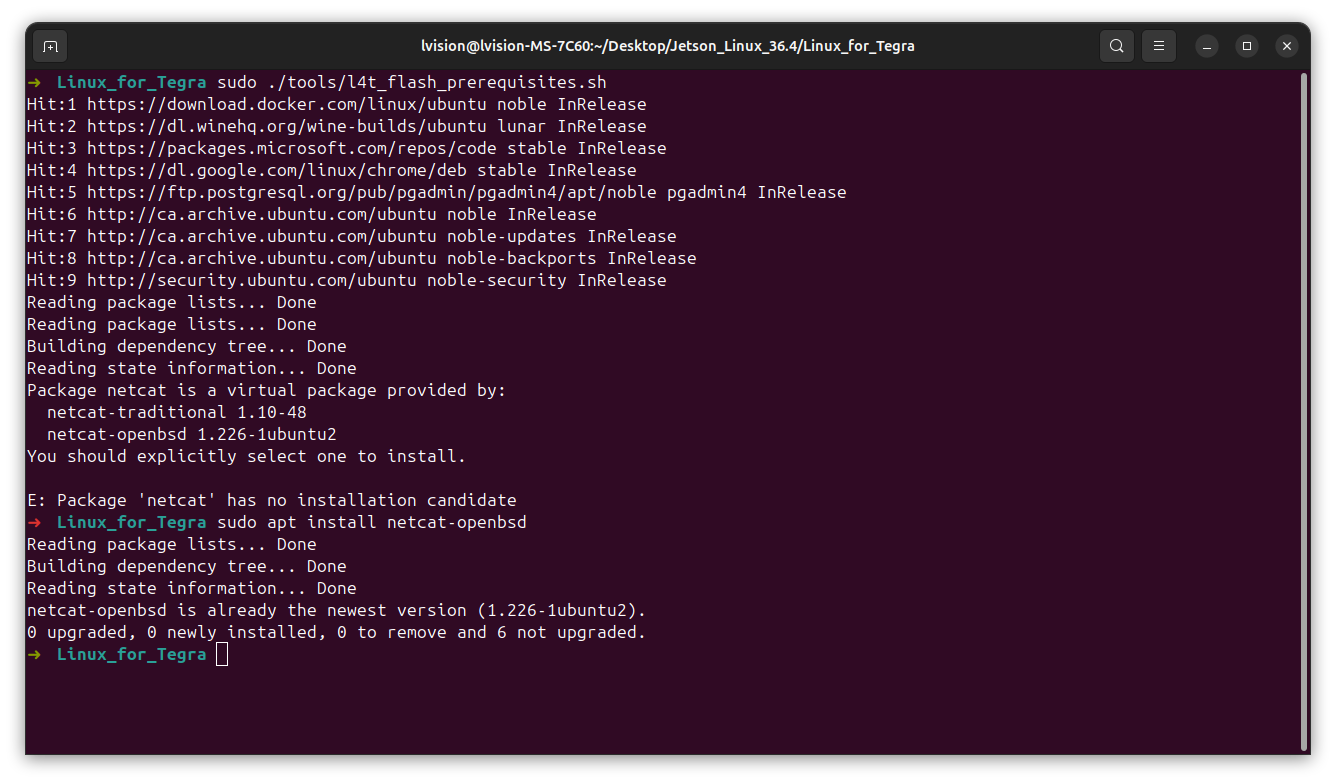 lvision@lvision-MS-7C60:~/Desktop/Jetson_Linux_36.4/Linux_for_Tegra
➜ Linux_for_Tegra sudo ./tools/l4t_flash_prerequisites.sh
Hit:1 https://download.docker.com/linux/ubuntu noble InRelease
Hit:2 https://dl.winehq.org/wine-builds/ubuntu lunar InRelease
Hit:3 https://packages.microsoft.com/repos/code stable InRelease
Hit:4 https://dl.google.com/linux/chrome/deb stable InRelease
Hit:5 https://ftp.postgresql.org/pub/pgadmin/pgadmin4/apt/noble pgadmin4 InRelease
Hit:6 http://ca.archive.ubuntu.com/ubuntu noble InRelease
Hit:7 http://ca.archive.ubuntu.com/ubuntu noble-updates InRelease
Hit:8 http://ca.archive.ubuntu.com/ubuntu noble-backports InRelease
Hit:9 http://security.ubuntu.com/ubuntu noble-security InRelease
Reading package lists... Done
Reading package lists... Done
Building dependency tree... Done
Reading state information... Done
Package netcat is a virtual package provided by:
  netcat-traditional 1.10-48
  netcat-openbsd 1.226-1ubuntu2
You should explicitly select one to install.

E: Package 'netcat' has no installation candidate
➜ Linux_for_Tegra sudo apt install netcat-openbsd
Reading package lists... Done
Building dependency tree... Done
Reading state information... Done
netcat-openbsd is already the newest version (1.226-1ubuntu2).
0 upgraded, 0 newly installed, 0 to remove and 6 not upgraded.
➜ Linux_for_Tegra